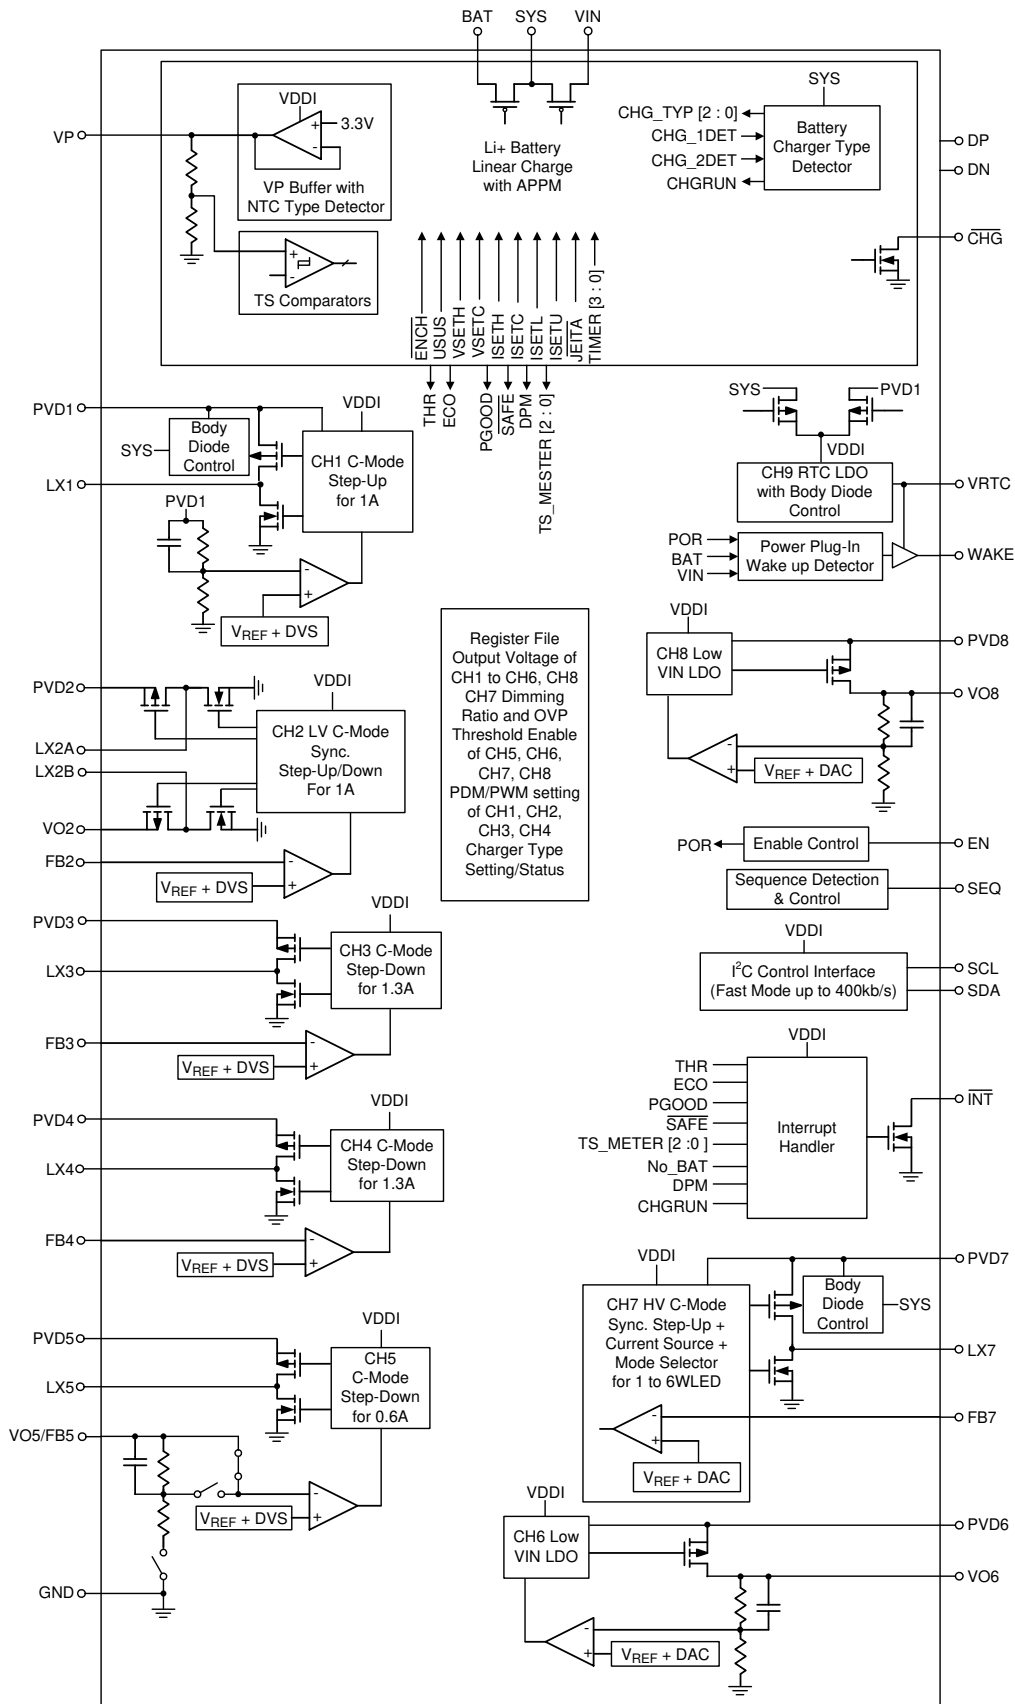 BAT
SYS
VIN
VP
VDDI
3.3V
+
-
VP Buffer with
NTC Type Detector
+
-
TS Comparators
Li+ Battery
Linear Charge
with APPM
SYS
CHG_TYP [2 : 0]
CHG_1DET
CHG_2DET
CHGRUN
Battery
Charger Type
Detector
DP
DN
CHG
ENCH
USUS
VSETH
VSETC
ISETH
ISETC
ISETL
ISETU
JEITA
TIMER [3 : 0]
THR
ECO
PGOOD
SAFE
DPM
TS_MESTER [2 : 0]
PVD1
SYS
Body
Diode
Control
VDDI
CH1 C-Mode
Step-Up
for 1A
LX1
PVD1
-
+
VREF + DVS
SYS
PVD1
VDDI
CH9 RTC LDO
with Body Diode
Control
VRTC
POR
BAT
VIN
Power Plug-In
Wake up Detector
WAKE
Register File
Output Voltage of
CH1 to CH6, CH8
CH7 Dimming
Ratio and OVP
Threshold Enable
of CH5, CH6,
CH7, CH8
PDM/PWM setting
of CH1, CH2,
CH3, CH4
Charger Type
Setting/Status
PVD2
LX2A
LX2B
VO2
FB2
VDDI
CH2 LV C-Mode
Sync.
Step-Up/Down
For 1A
-
+
VREF + DVS
VDDI
CH8 Low
VIN LDO
PVD8
VO8
-
+
VREF + DAC
POR
Enable Control
EN
Sequence Detection
& Control
SEQ
PVD3
LX3
FB3
VDDI
CH3 C-Mode
Step-Down
for 1.3A
-
+
VREF + DVS
VDDI
I2C Control Interface
(Fast Mode up to 400kb/s)
SCL
SDA
VDDI
THR
ECO
PGOOD
SAFE
TS_METER [2 :0 ]
No_BAT
DPM
CHGRUN
Interrupt
Handler
INT
PVD4
LX4
FB4
VDDI
CH4 C-Mode
Step-Down
for 1.3A
-
+
VREF + DVS
VDDI
CH7 HV C-Mode
Sync. Step-Up +
Current Source +
Mode Selector
for 1 to 6WLED
-
+
VREF + DAC
PVD7
Body
Diode
Control
SYS
LX7
FB7
PVD5
LX5
VO5/FB5
GND
VDDI
CH5
C-Mode
Step-Down
for 0.6A
-
+
VREF + DVS
VDDI
CH6 Low
VIN LDO
PVD6
VO6
-
+
VREF + DAC